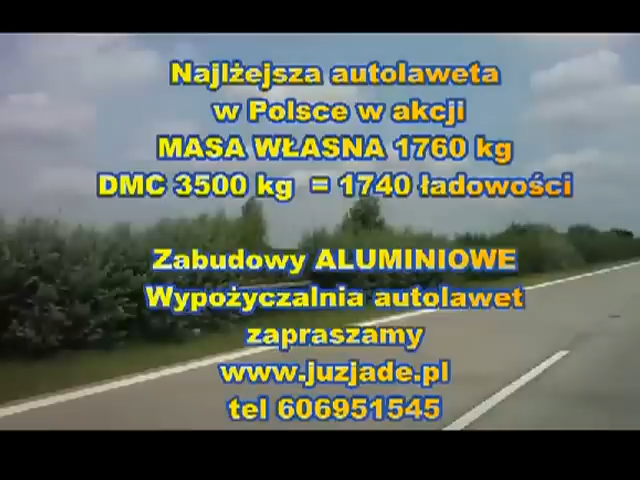 Najlżejsza autolaweta
w Polsce w akcji
MASA WŁASNA 1760 kg
DMC 3500 kg = 1740 ładowości
Zabudowy ALUMINIOWE
Wypożyczalnia autolawet
zapraszamy
www.juzjade.pl
tel 606951545